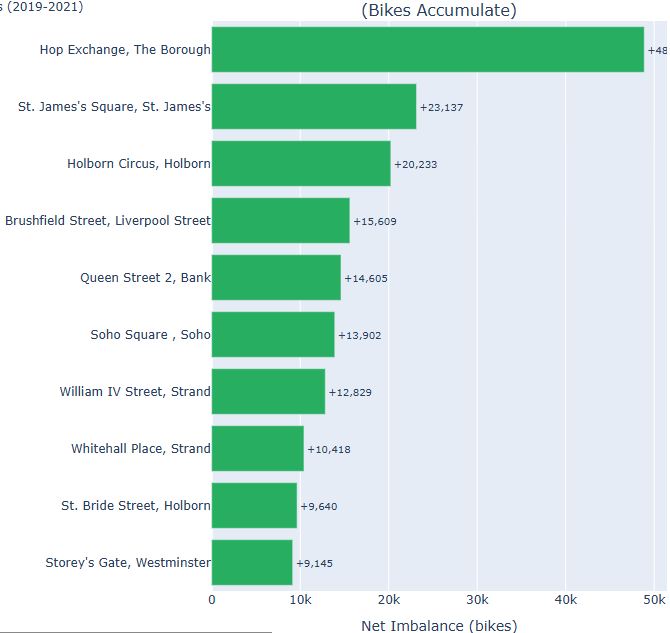 s (2019-2021)
(Bikes Accumulate)
Hop Exchange, The Borough +48
St. James's Square, St. James's +23,137
Holborn Circus, Holborn +20,233
Brushfield Street, Liverpool Street +15,609
Queen Street 2, Bank +14,605
Soho Square , Soho +13,902
William IV Street, Strand +12,829
Whitehall Place, Strand +10,418
St. Bride Street, Holborn +9,640
Storey's Gate, Westminster +9,145
0 10k 20k 30k 40k 50k
Net Imbalance (bikes)